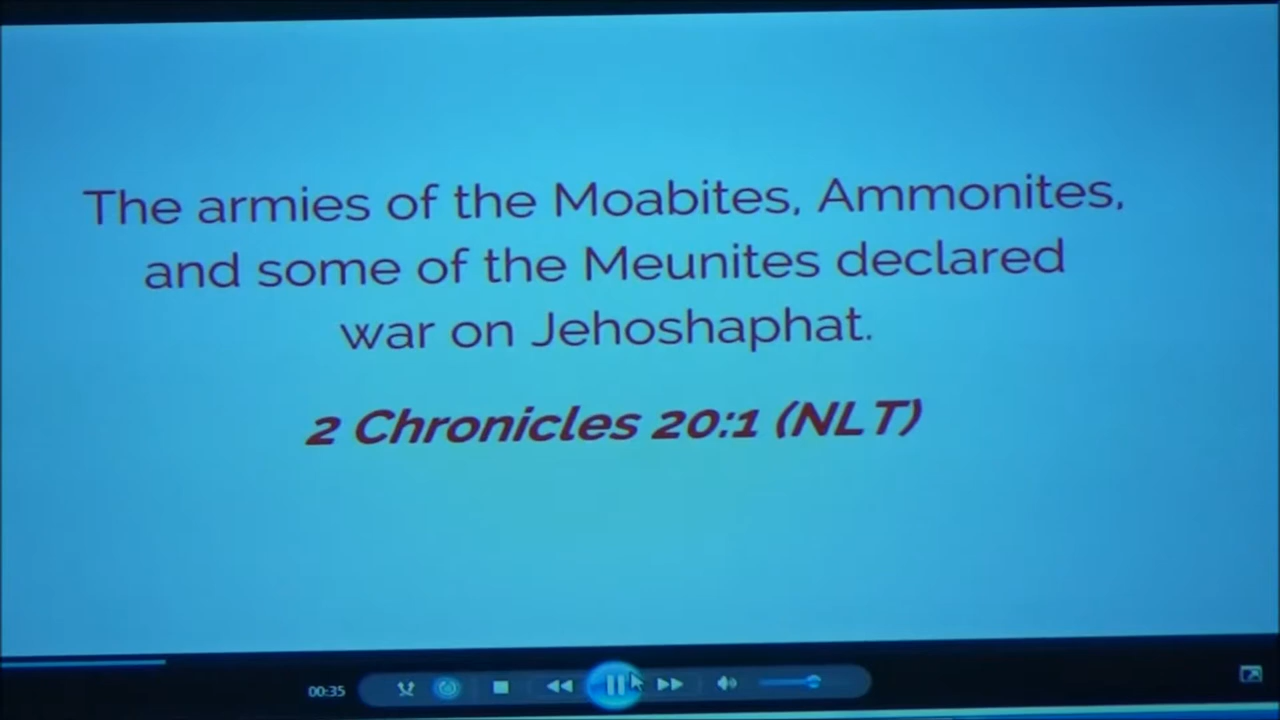 The armies of the Moabites, Ammonites,
and some of the Meunites declared
war on Jehoshaphat.
2 Chronicles 20:1 (NLT)
00:35